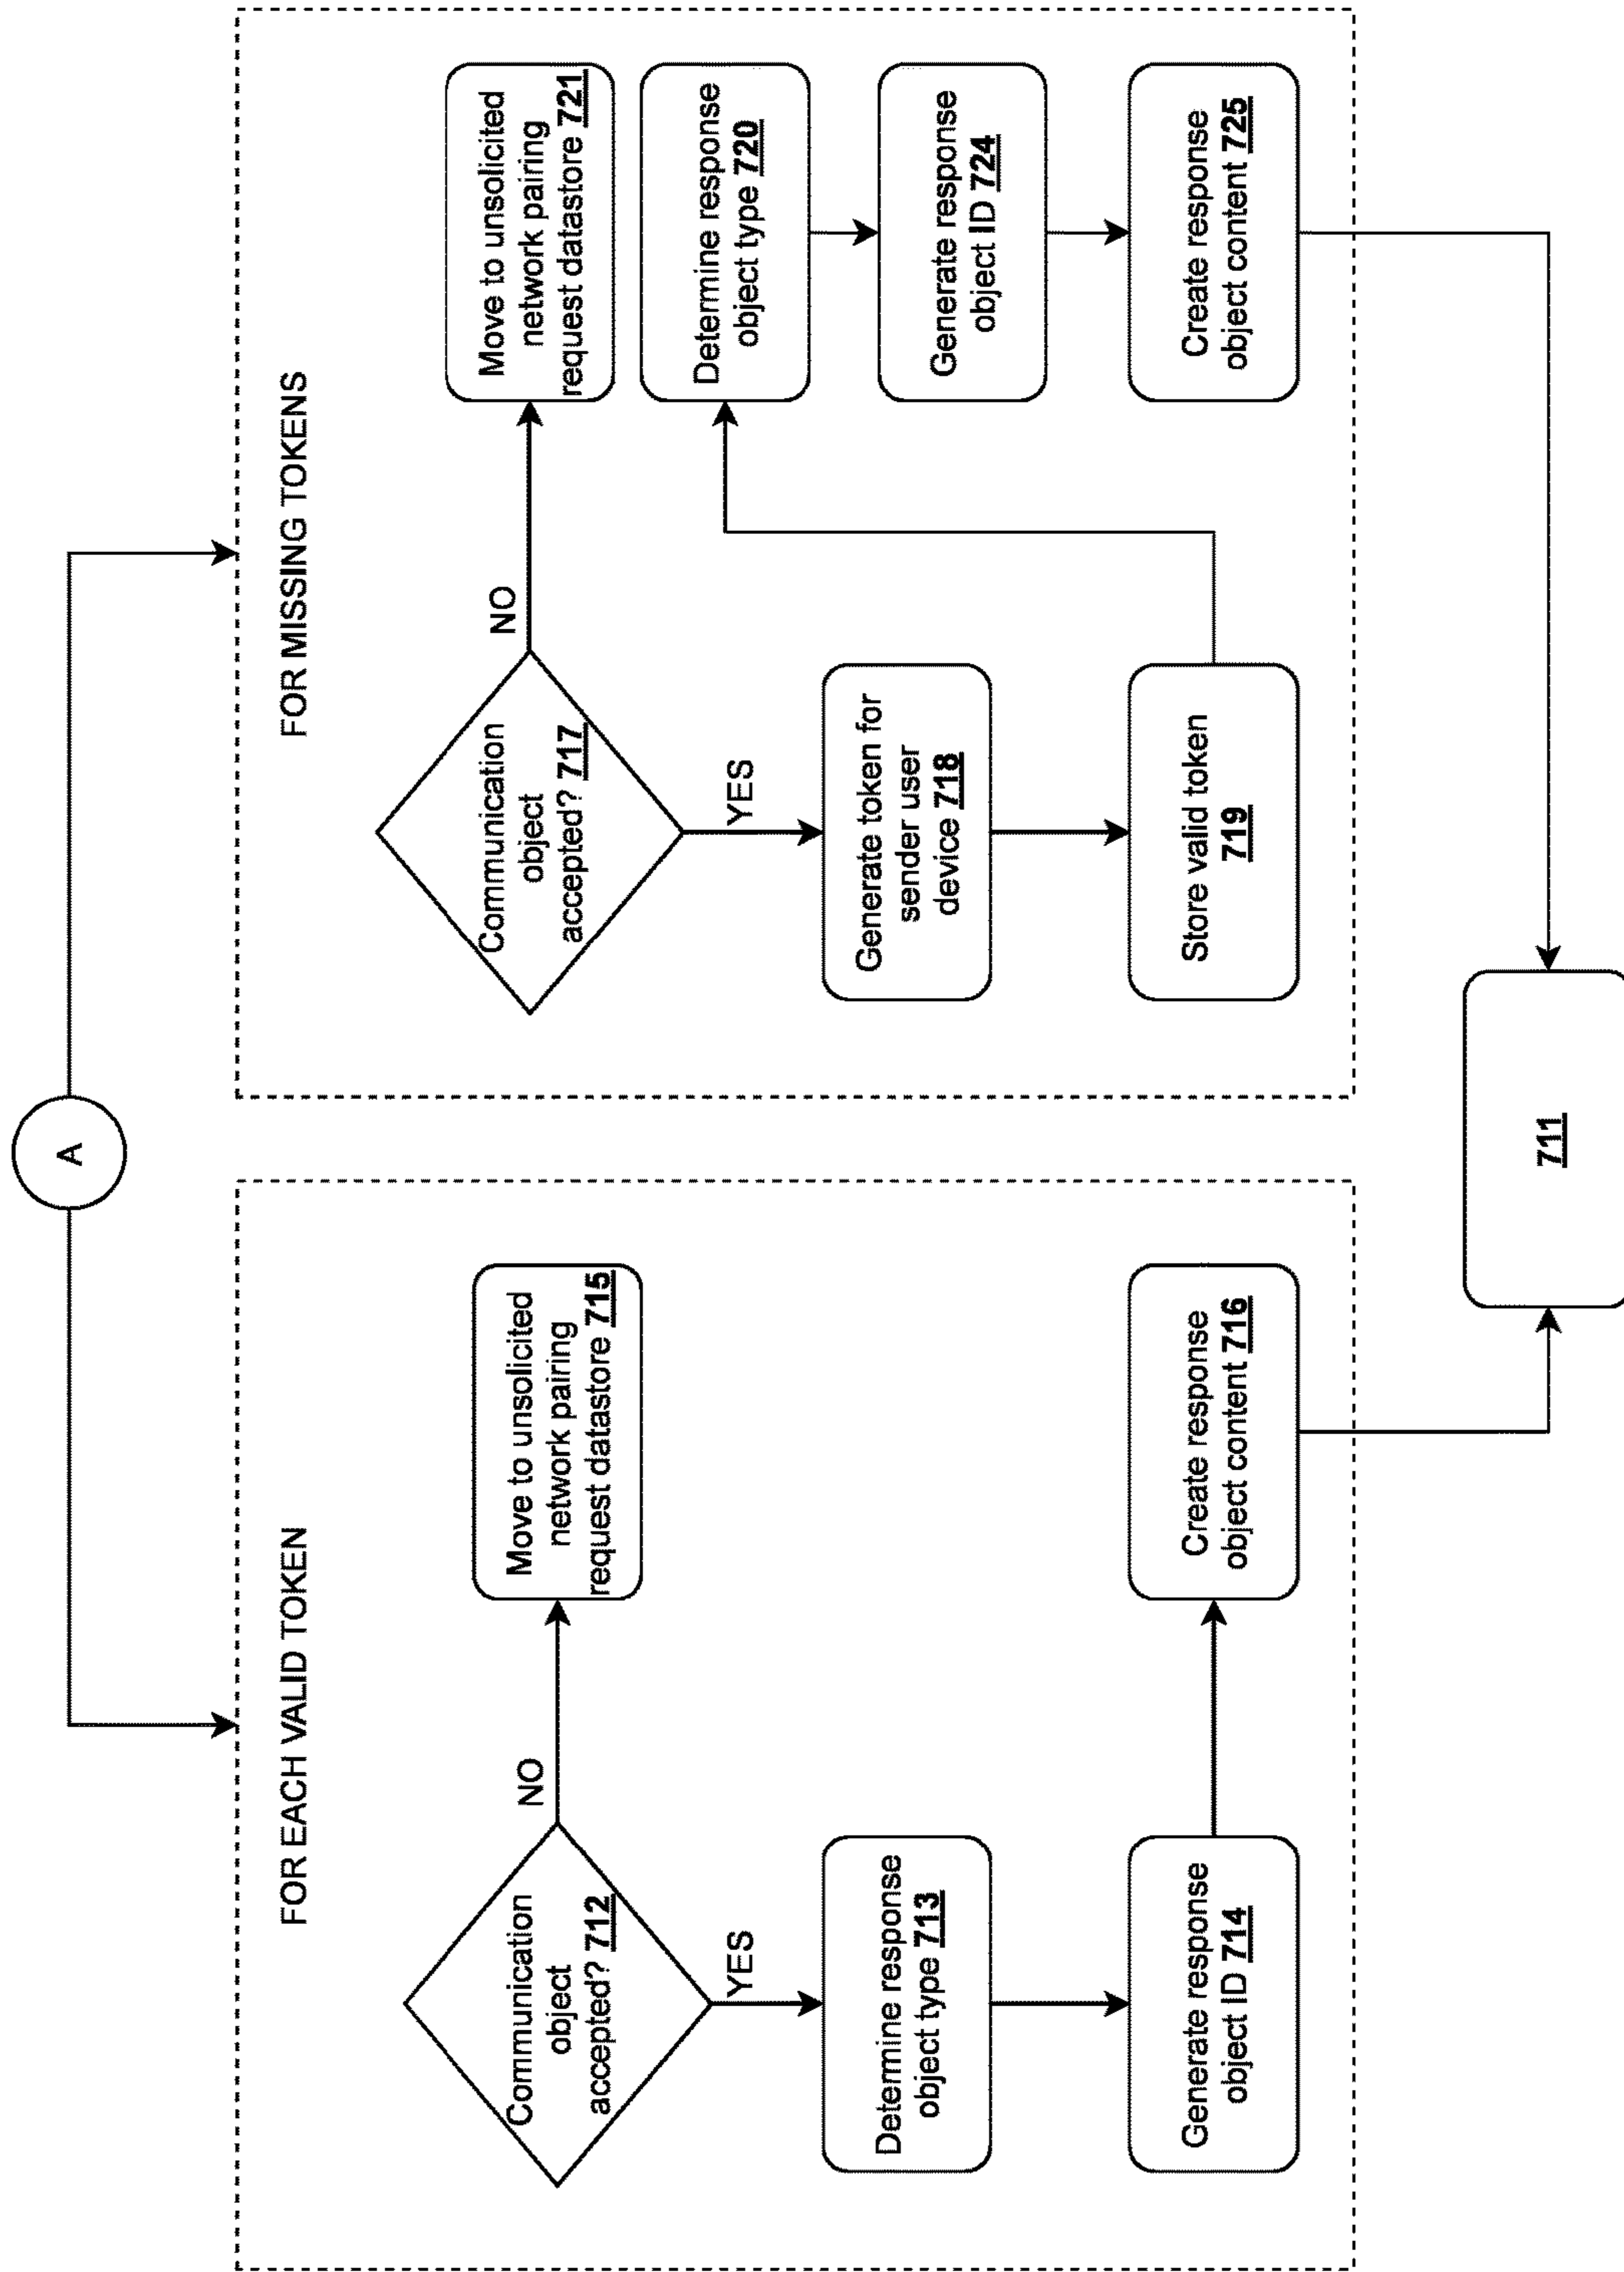 A
FOR EACH VALID TOKEN
Communication
object
accepted? 712
NO
Move to unsolicited
network pairing
request datastore 715
YES
Determine response
object type 713
Generate response
object ID 714
Create response
object content 716
FOR MISSING TOKENS
Communication
object
accepted? 717
NO
Move to unsolicited
network pairing
request datastore 721
YES
Generate token for
sender user
device 718
Store valid token
719
Determine response
object type 720
Generate response
object ID 724
Create response
object content 725
711